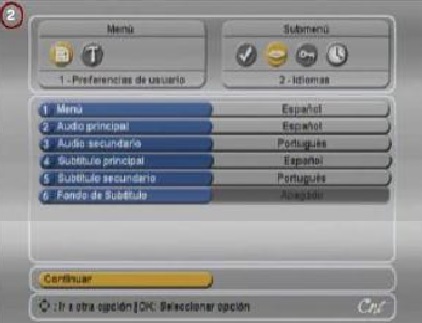 2
Menú
Submenú
1 - Preferencias de usuario
2 - Idiomas
1 Menú Español
2 Audio principal Español
3 Audio secundario Portugués
4 Subtítulo principal Español
5 Subtítulo secundario Portugués
6 Fondo de Subtítulo Apagado
Continuar
: Ir a otra opción | OK: Seleccionar opción
Cnt